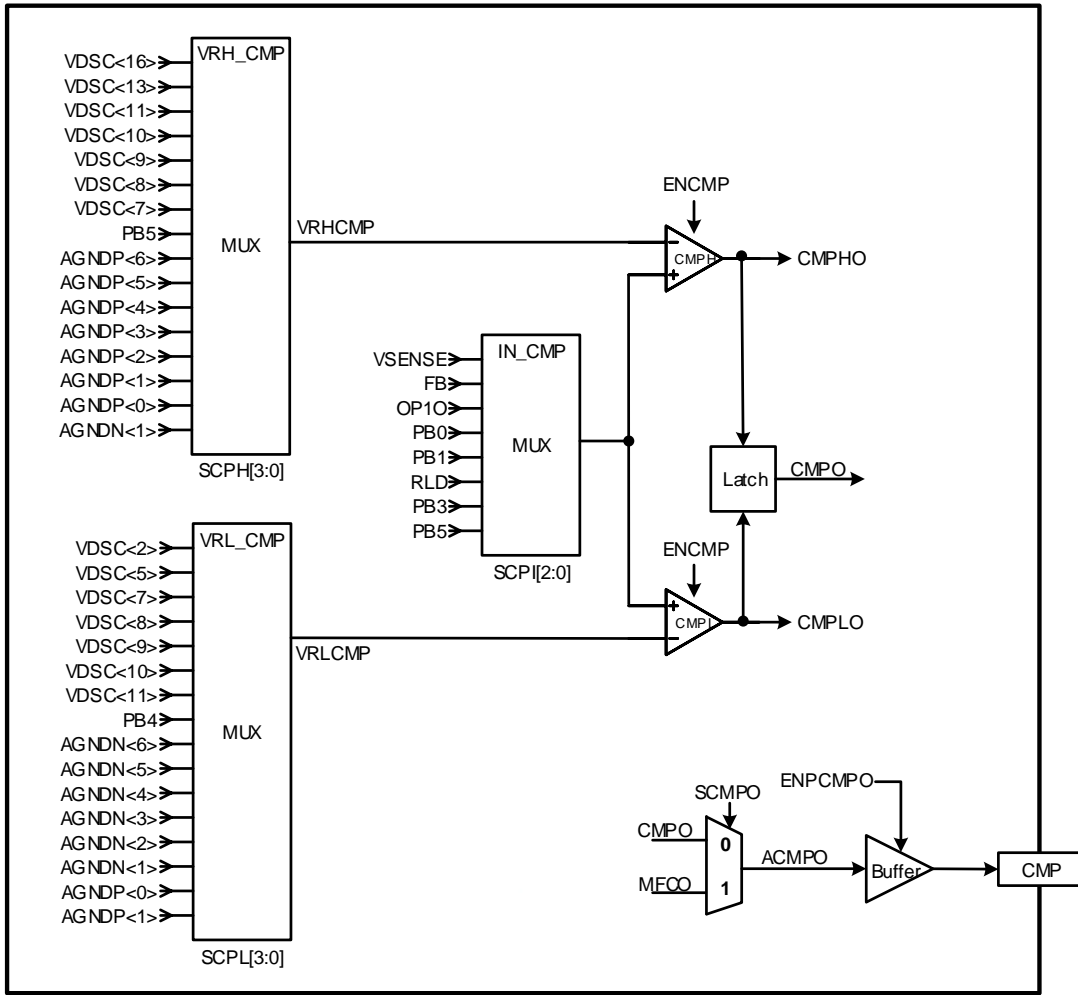 VRH_CMP
VDSC<16>
VDSC<13>
VDSC<11>
VDSC<10>
VDSC<9>
VDSC<8>
VDSC<7>
PB5
AGNDP<6>
AGNDP<5>
AGNDP<4>
AGNDP<3>
AGNDP<2>
AGNDP<1>
AGNDP<0>
AGNDN<1>
MUX
SCPH[3:0]
VRHCMP
ENCMP
CMPH
CMPHO
IN_CMP
VSENSE
FB
OP1O
PB0
PB1
RLD
PB3
PB5
MUX
SCPI[2:0]
Latch
CMPO
VRL_CMP
VDSC<2>
VDSC<5>
VDSC<7>
VDSC<8>
VDSC<9>
VDSC<10>
VDSC<11>
PB4
AGNDN<6>
AGNDN<5>
AGNDN<4>
AGNDN<3>
AGNDN<2>
AGNDN<1>
AGNDP<0>
AGNDP<1>
MUX
SCPL[3:0]
VRLCMP
ENCMP
CMPL
CMPLO
SCMPO
CMPO
0
MFCO
1
ACMPO
ENPCMPO
Buffer
CMP